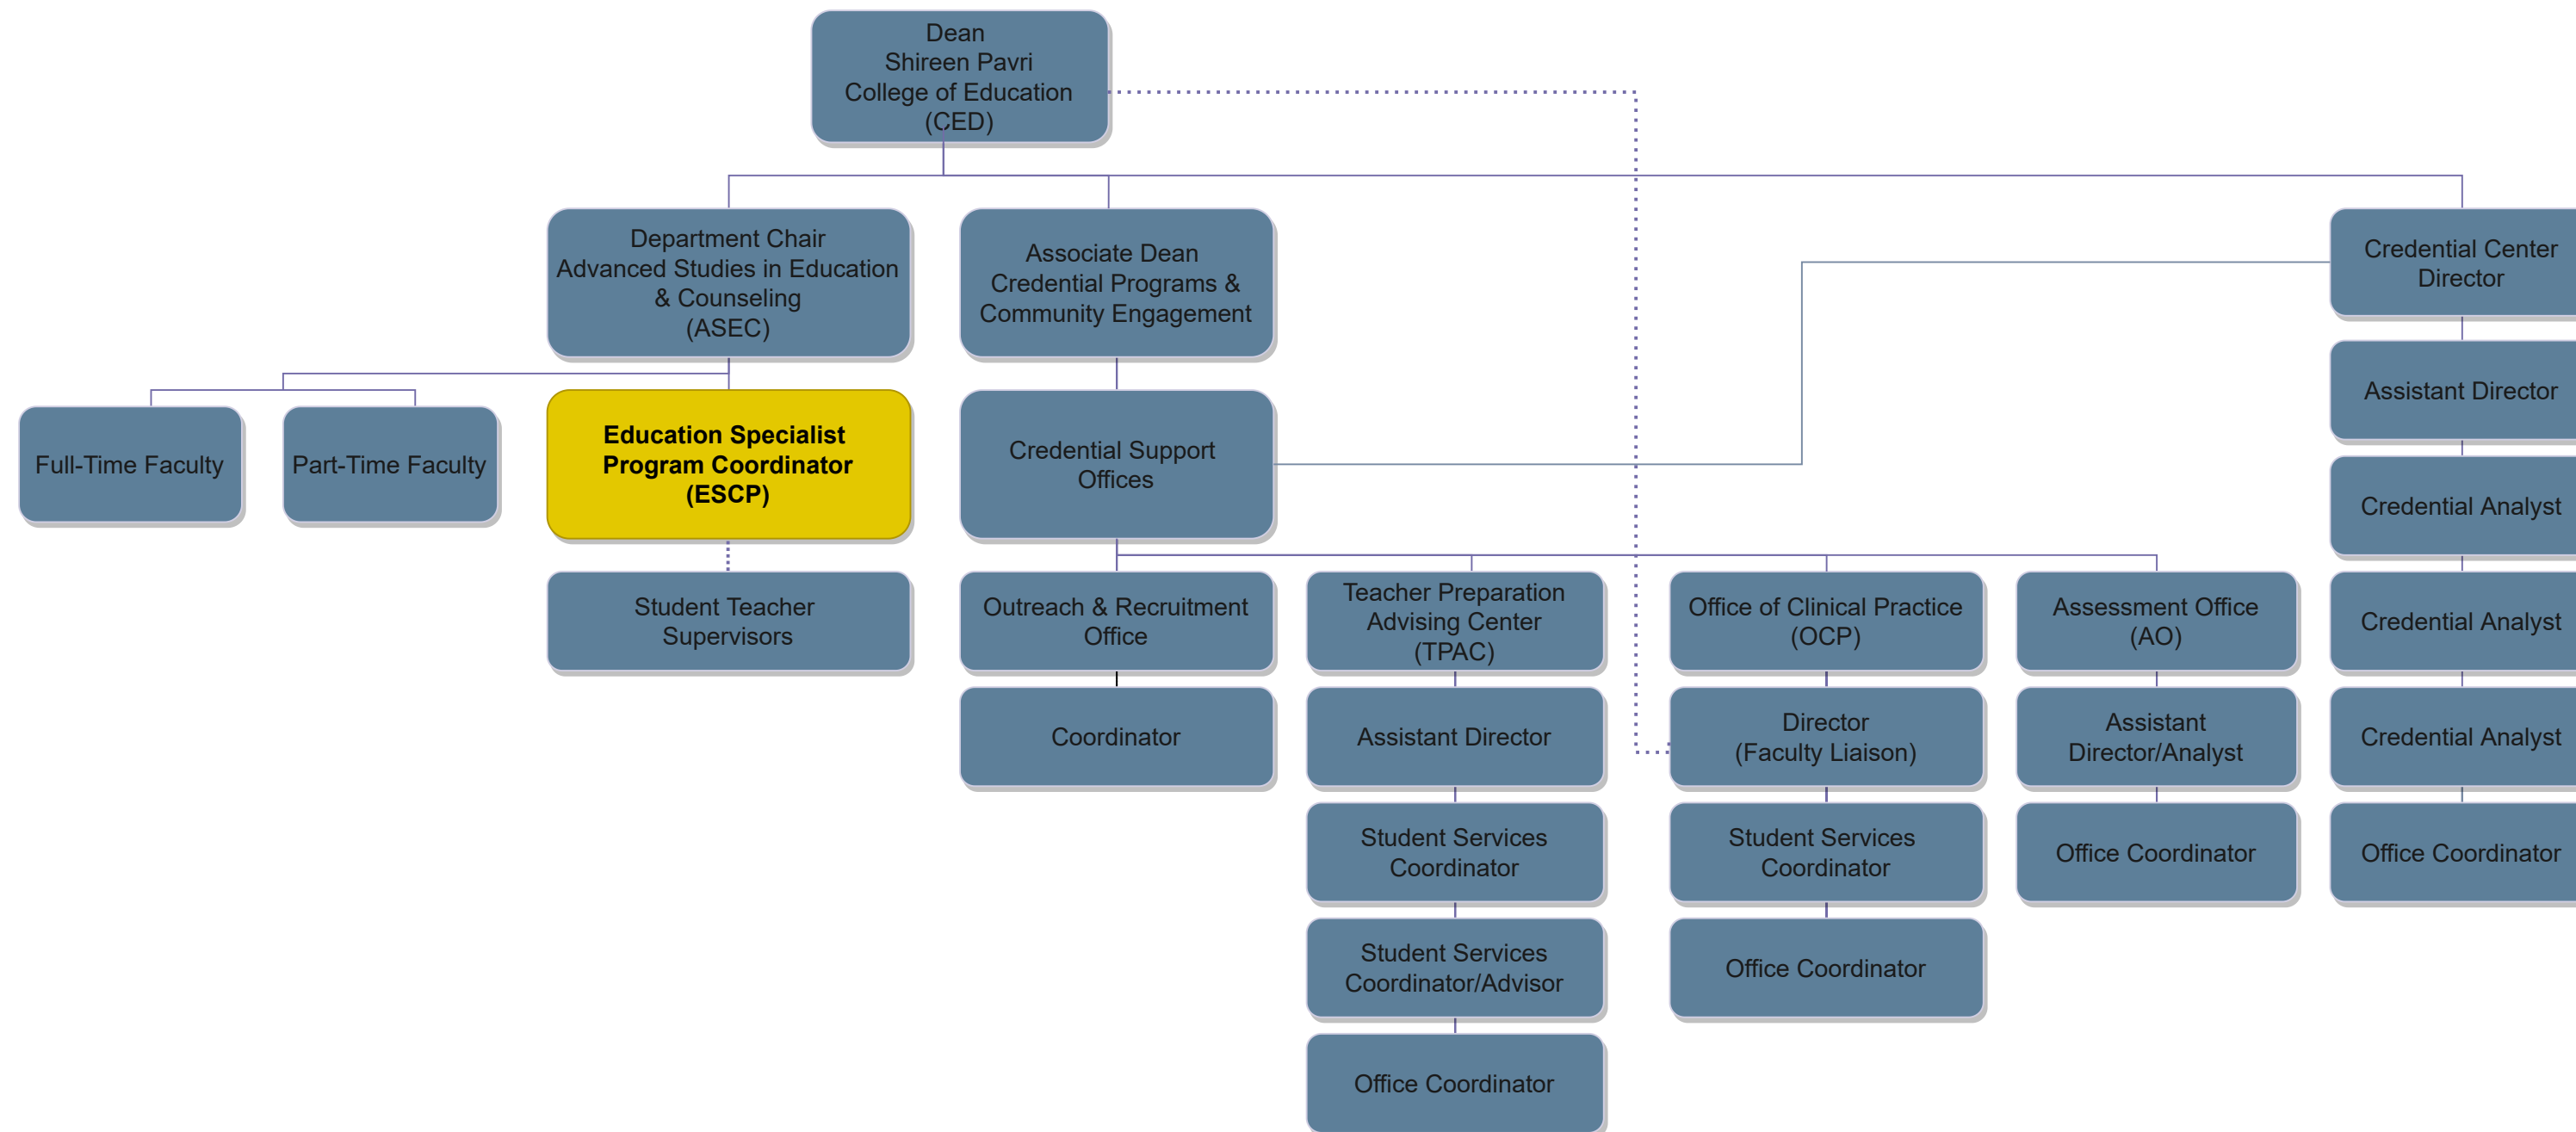 Dean
Shireen Pavri
College of Education
(CED)
Department Chair
Advanced Studies in Education
& Counseling
(ASEC)
Associate Dean
Credential Programs &
Community Engagement
Credential Center
Director
Assistant Director
Full-Time Faculty
Part-Time Faculty
Education Specialist
Program Coordinator
(ESCP)
Credential Support
Offices
Credential Analyst
Student Teacher
Supervisors
Outreach & Recruitment
Office
Teacher Preparation
Advising Center
(TPAC)
Office of Clinical Practice
(OCP)
Assessment Office
(AO)
Credential Analyst
Coordinator
Assistant Director
Director
(Faculty Liaison)
Assistant
Director/Analyst
Credential Analyst
Student Services
Coordinator
Student Services
Coordinator
Office Coordinator
Office Coordinator
Student Services
Coordinator/Advisor
Office Coordinator
Office Coordinator